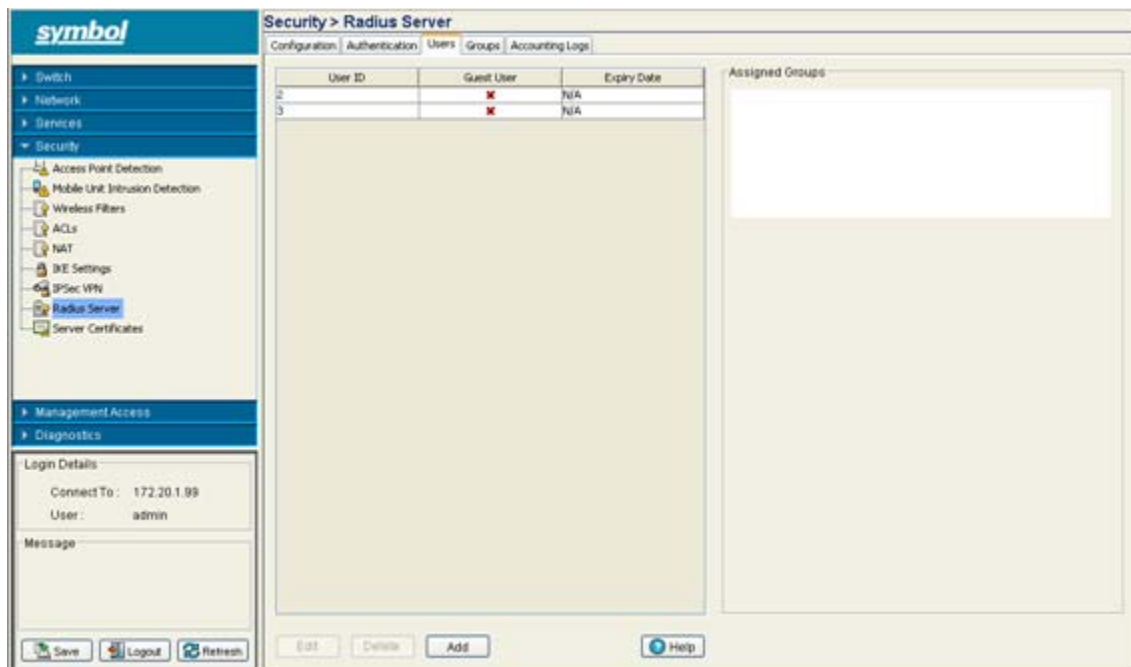 symbol
Security > Radius Server
Configuration Authentication Users Groups Accounting Logs
Switch
Network
Services
Security
Access Point Detection
Mobile Unit Intrusion Detection
Wireless Filters
ACLs
NAT
IKE Settings
IPSec VPN
Radius Server
Server Certificates
Management Access
Diagnostics
Login Details
Connect To : 172.20.1.99
User : admin
Message
Save Logout Refresh
User ID Guest User Expiry Date
2 N/A
3 N/A
Assigned Groups
Edit Delete Add Help